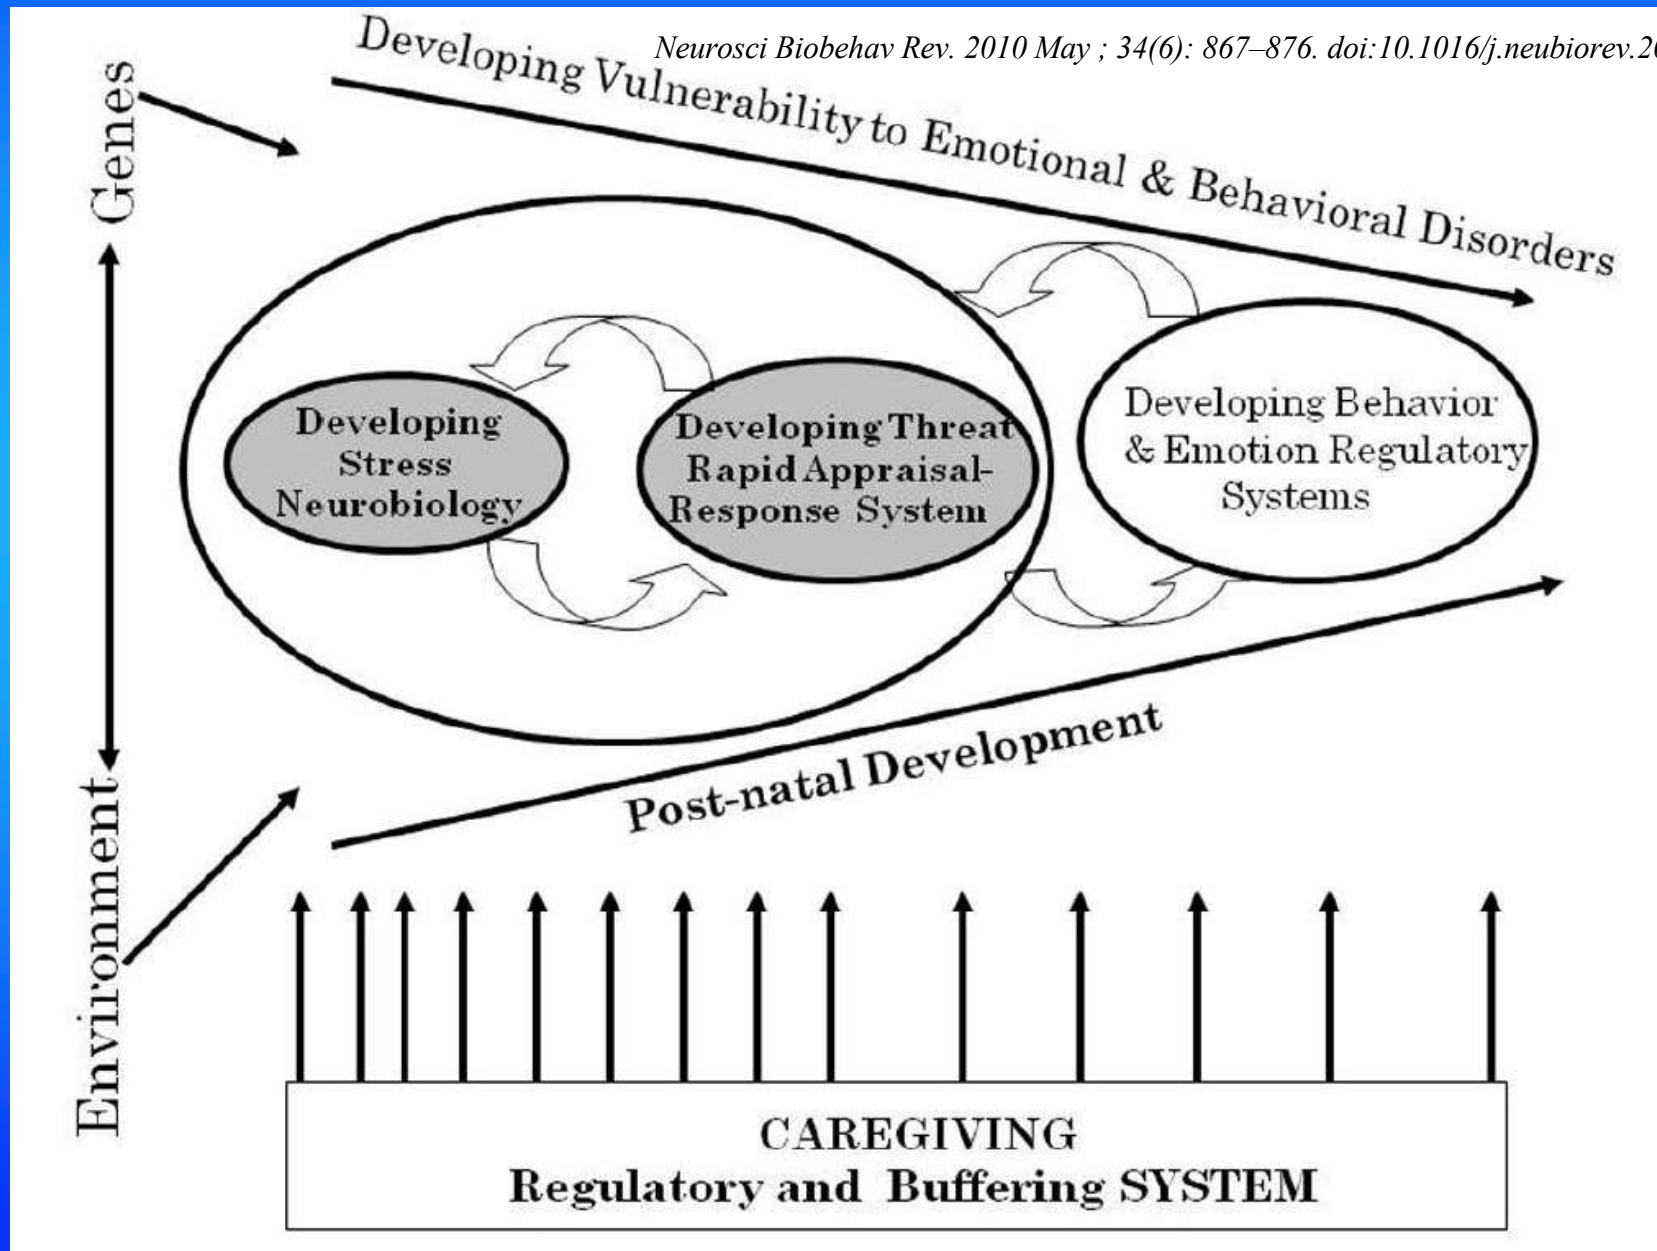 Neurosci Biobehav Rev. 2010 May ; 34(6): 867–876. doi:10.1016/j.neubiorev.20
Developing Vulnerability to Emotional & Behavioral Disorders
Genes
Developing
Stress
Neurobiology
Developing Threat
Rapid Appraisal-
Response System
Developing Behavior
& Emotion Regulatory
Systems
Post-natal Development
Environment
CAREGIVING
Regulatory and Buffering SYSTEM